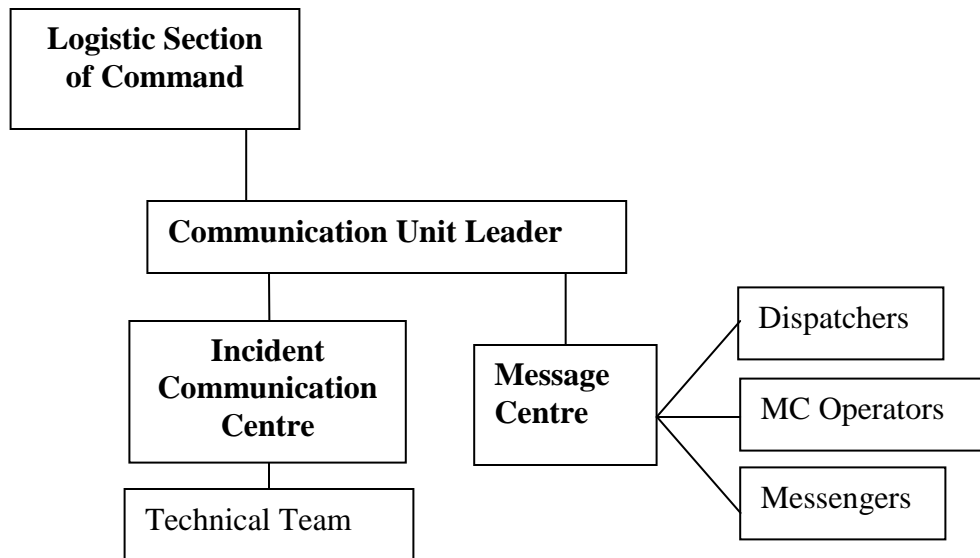 Logistic Section
of Command
Communication Unit Leader
Incident
Communication
Centre
Technical Team
Message
Centre
Dispatchers
MC Operators
Messengers